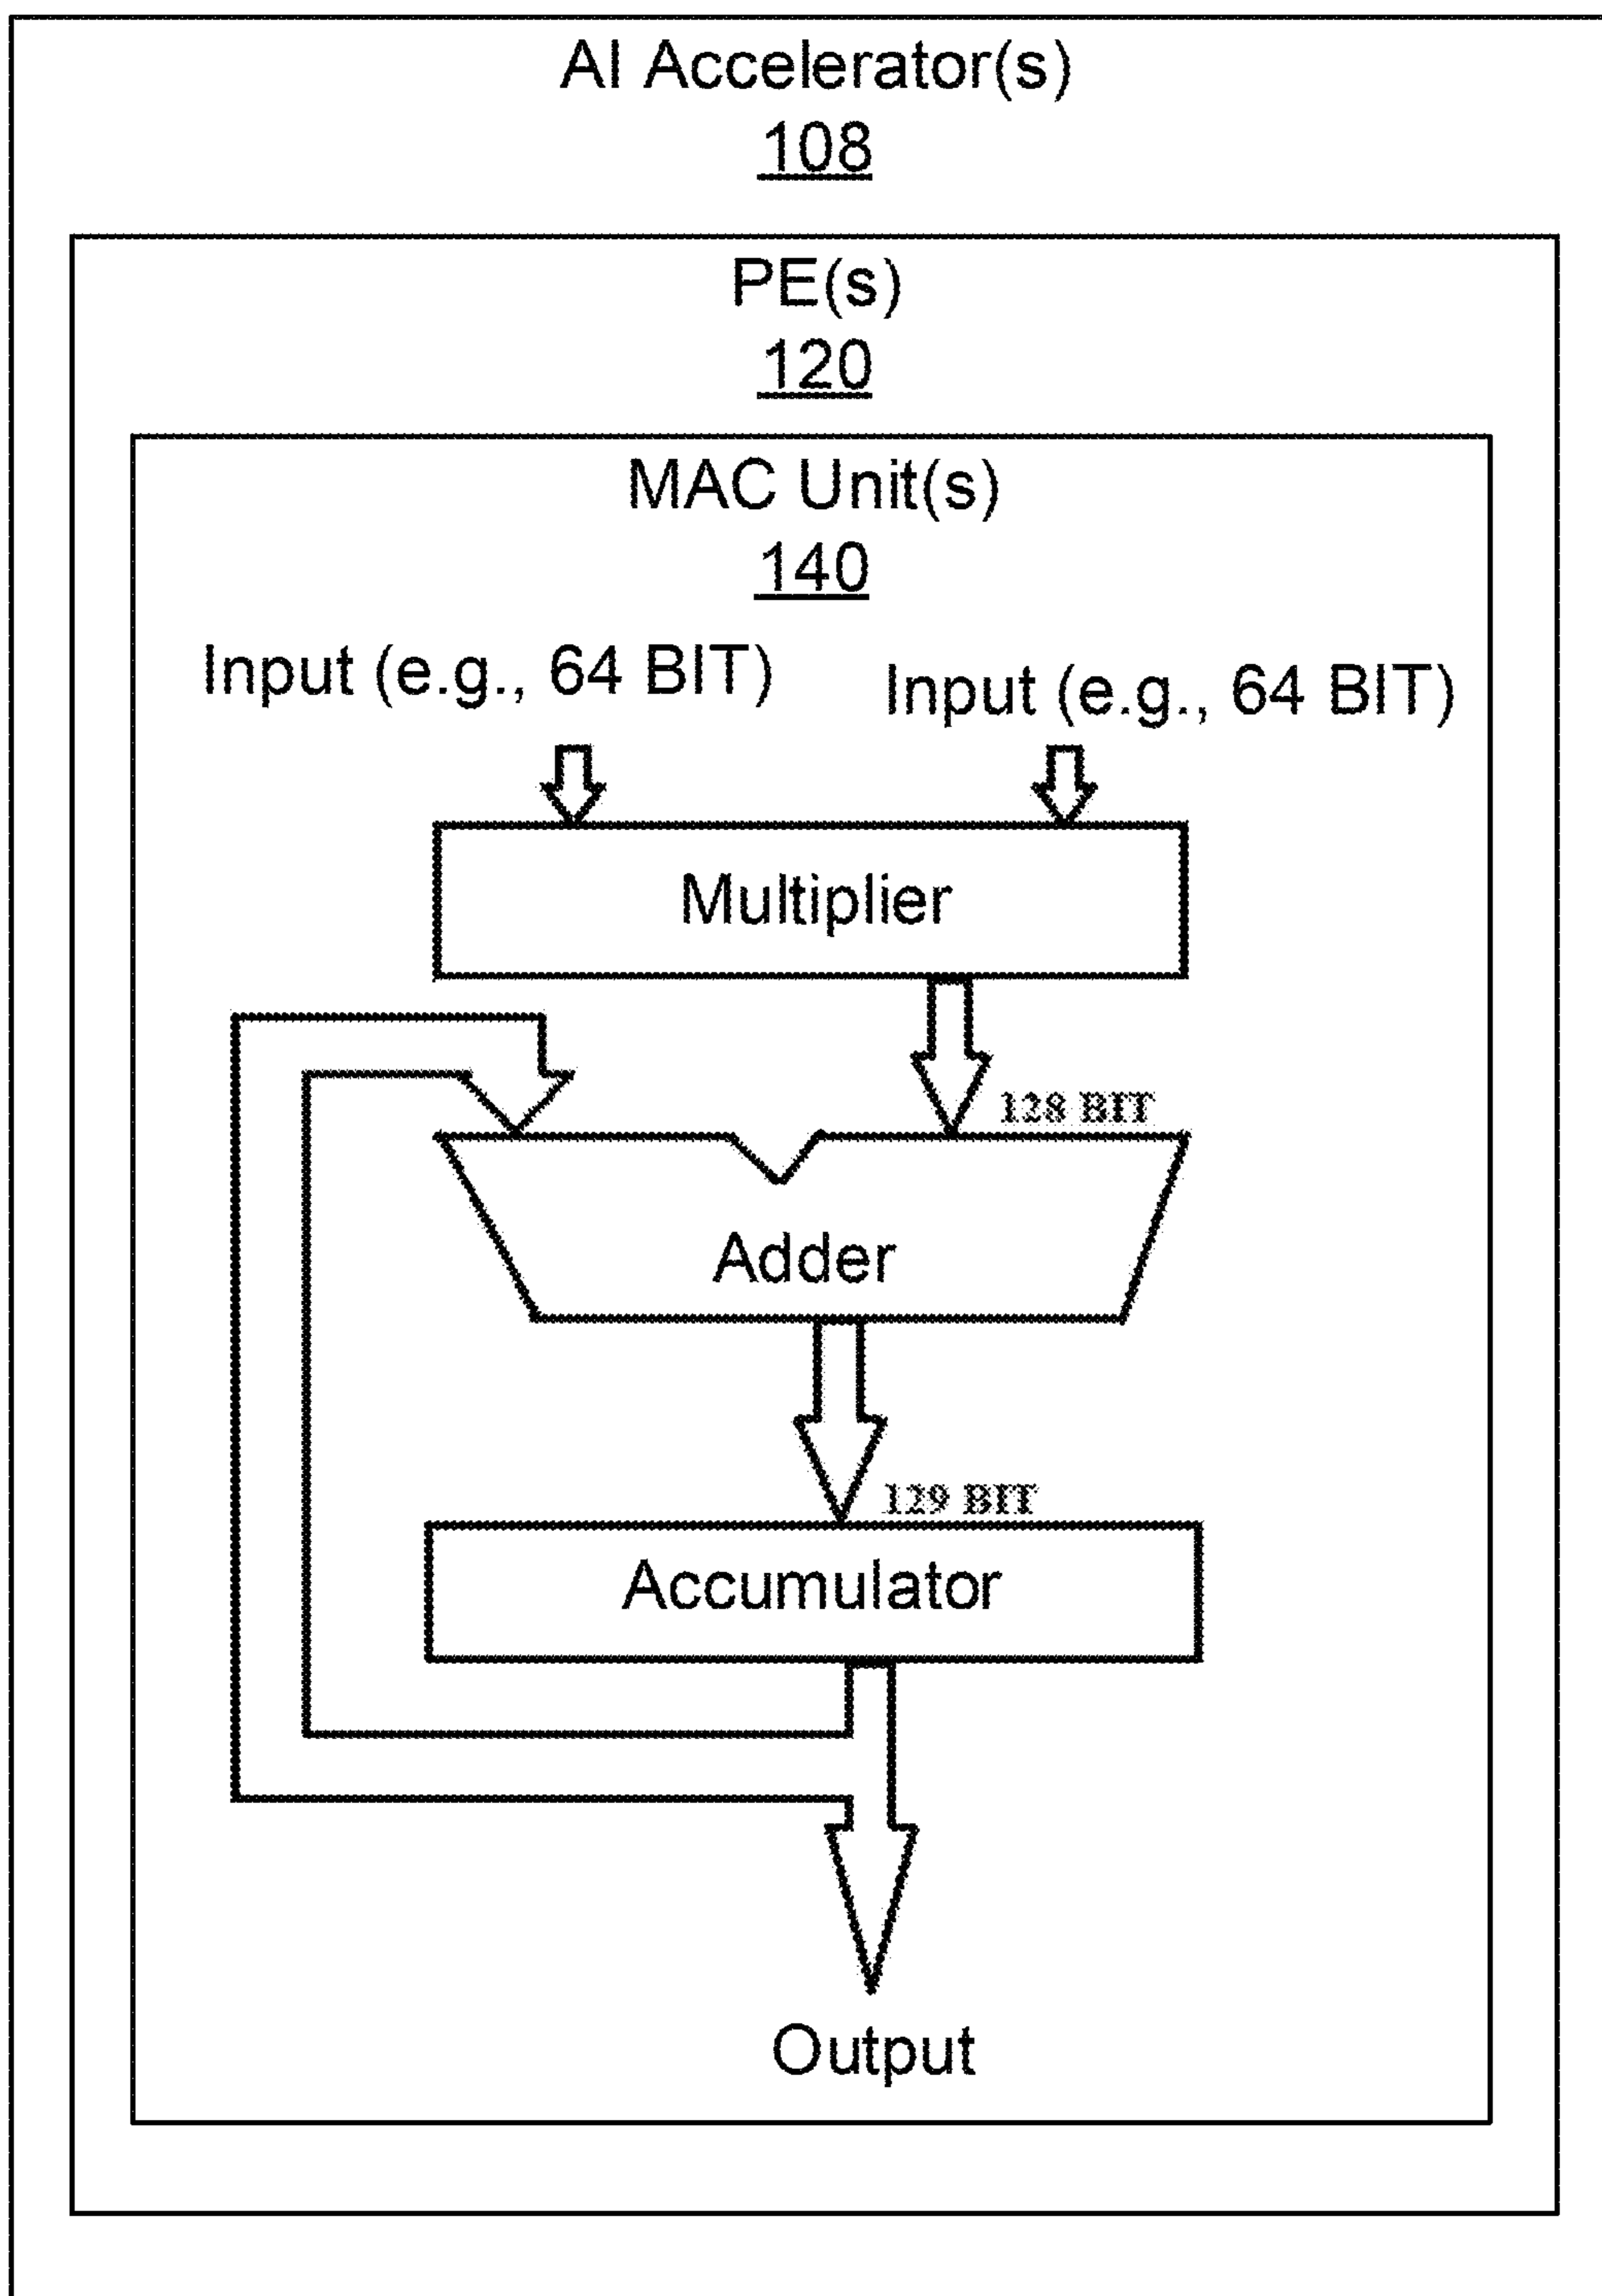 AI Accelerator(s)
108
PE(s)
120
MAC Unit(s)
140
Input (e.g., 64 BIT)
Input (e.g., 64 BIT)
Multiplier
128 BIT
Adder
129 BIT
Accumulator
Output